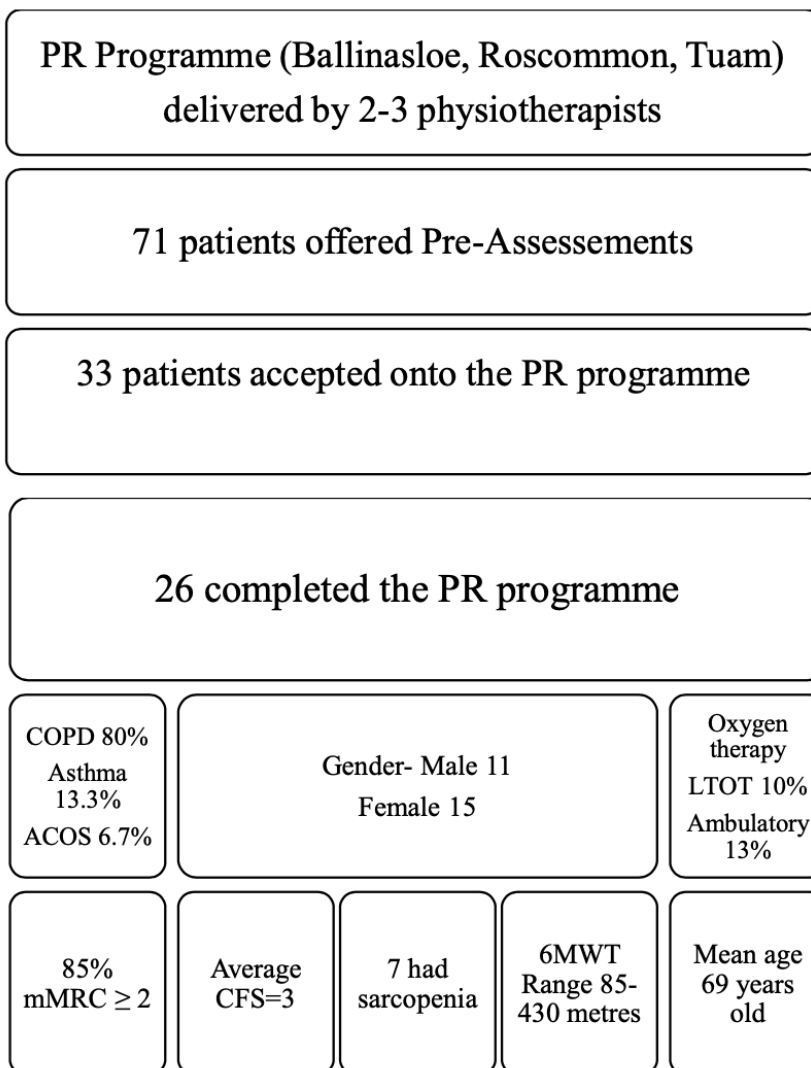 PR Programme (Ballinasloe, Roscommon, Tuam)
delivered by 2-3 physiotherapists
71 patients offered Pre-Assessements
33 patients accepted onto the PR programme
26 completed the PR programme
COPD 80%
Asthma
13.3%
ACOS 6.7%
Gender- Male 11
Female 15
Oxygen
therapy
LTOT 10%
Ambulatory
13%
85%
mMRC ≥ 2
Average
CFS=3
7 had
sarcopenia
6MWT
Range 85-
430 metres
Mean age
69 years
old